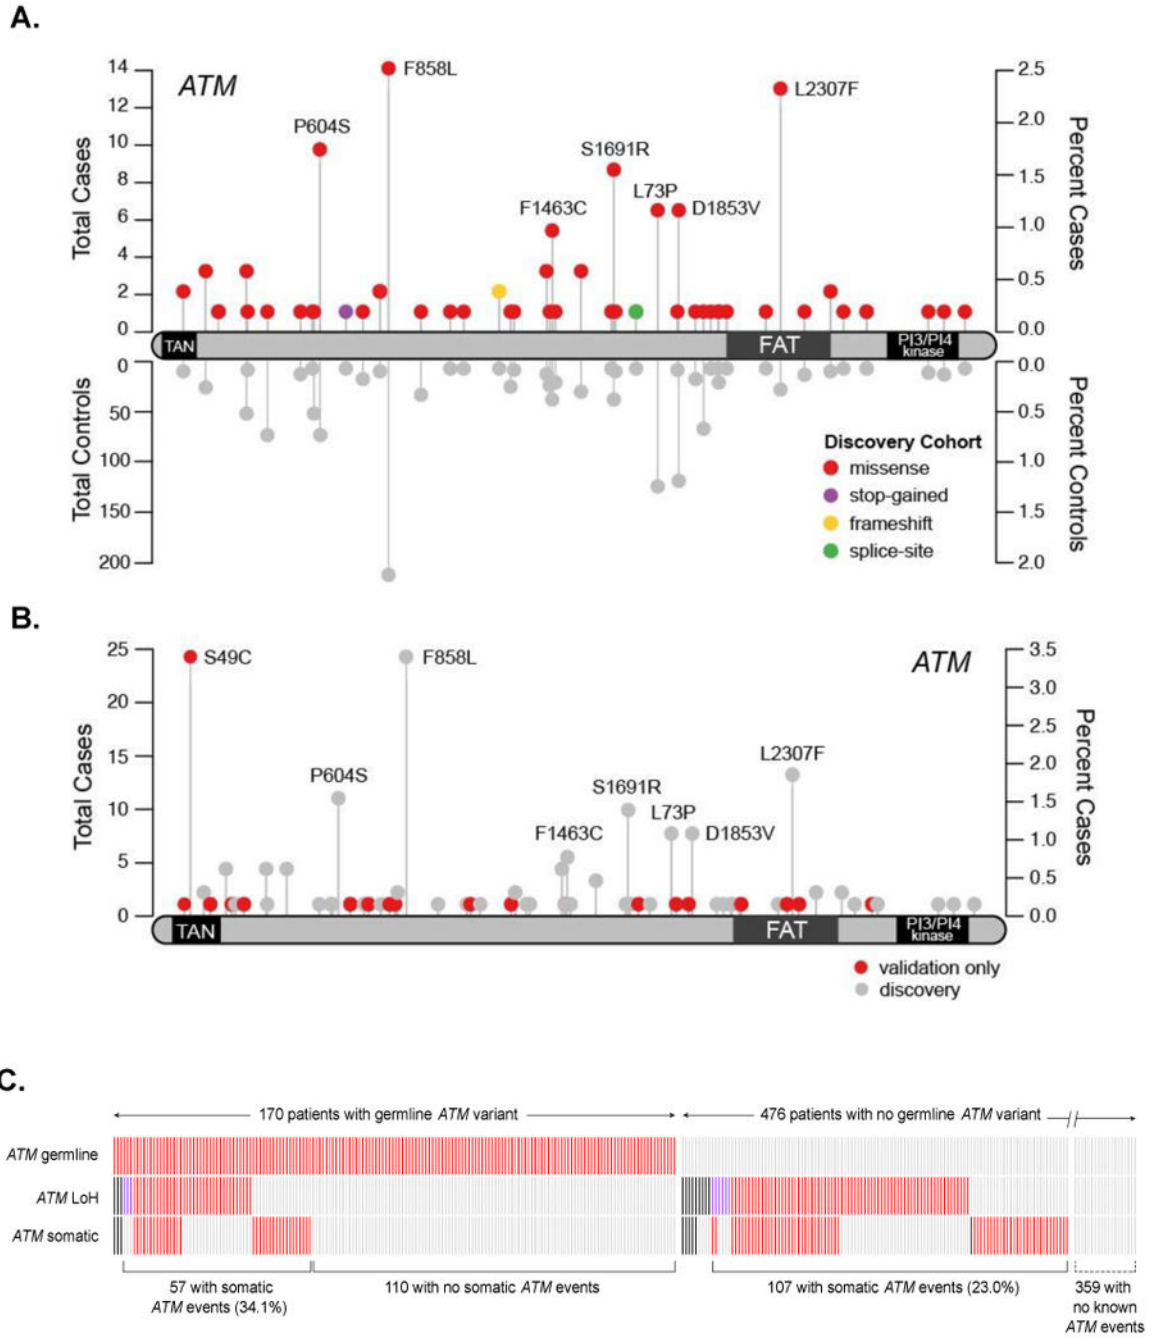 A.
ATM
14
12
10
8
6
4
2
0
Total Cases
2.5
2.0
1.5
1.0
0.5
0.0
Percent Cases
F858L
L2307F
P604S
S1691R
L73P
F1463C
D1853V
TAN
FAT
PI3/PI4
kinase
0
50
100
150
200
Total Controls
0.0
0.5
1.0
1.5
2.0
Percent Controls
Discovery Cohort
missense
stop-gained
frameshift
splice-site
B.
ATM
25
20
15
10
5
0
Total Cases
3.5
3.0
2.5
2.0
1.5
1.0
0.5
0.0
Percent Cases
S49C
F858L
L2307F
P604S
S1691R
L73P
F1463C
D1853V
TAN
FAT
PI3/PI4
kinase
validation only
discovery
C.
170 patients with germline ATM variant
476 patients with no germline ATM variant
ATM germline
ATM LoH
ATM somatic
57 with somatic
ATM events (34.1%)
110 with no somatic ATM events
107 with somatic ATM events (23.0%)
359 with
no known
ATM events